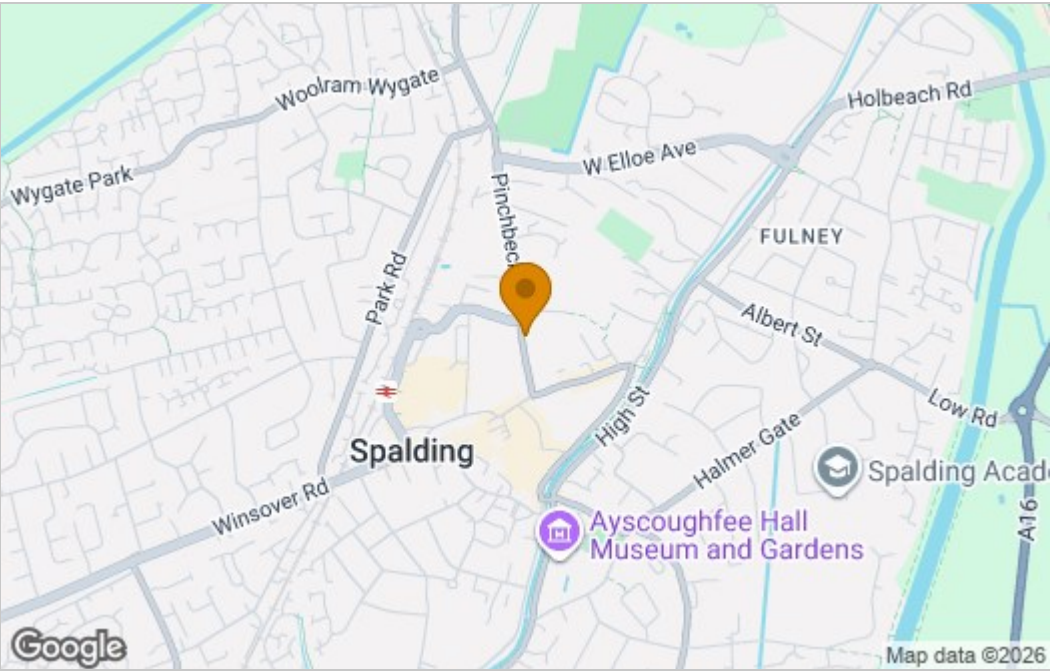 Woolram Wygate
Holbeach Rd
W Elloe Ave
Wygate Park
Pinchbec
FULNEY
Park Rd
Albert St
Low Rd
High St
Spalding
Halmer Gate
Spalding Acade
Winsover Rd
A16
Ayscoughfee Hall
Museum and Gardens
Google
Map data ©2026